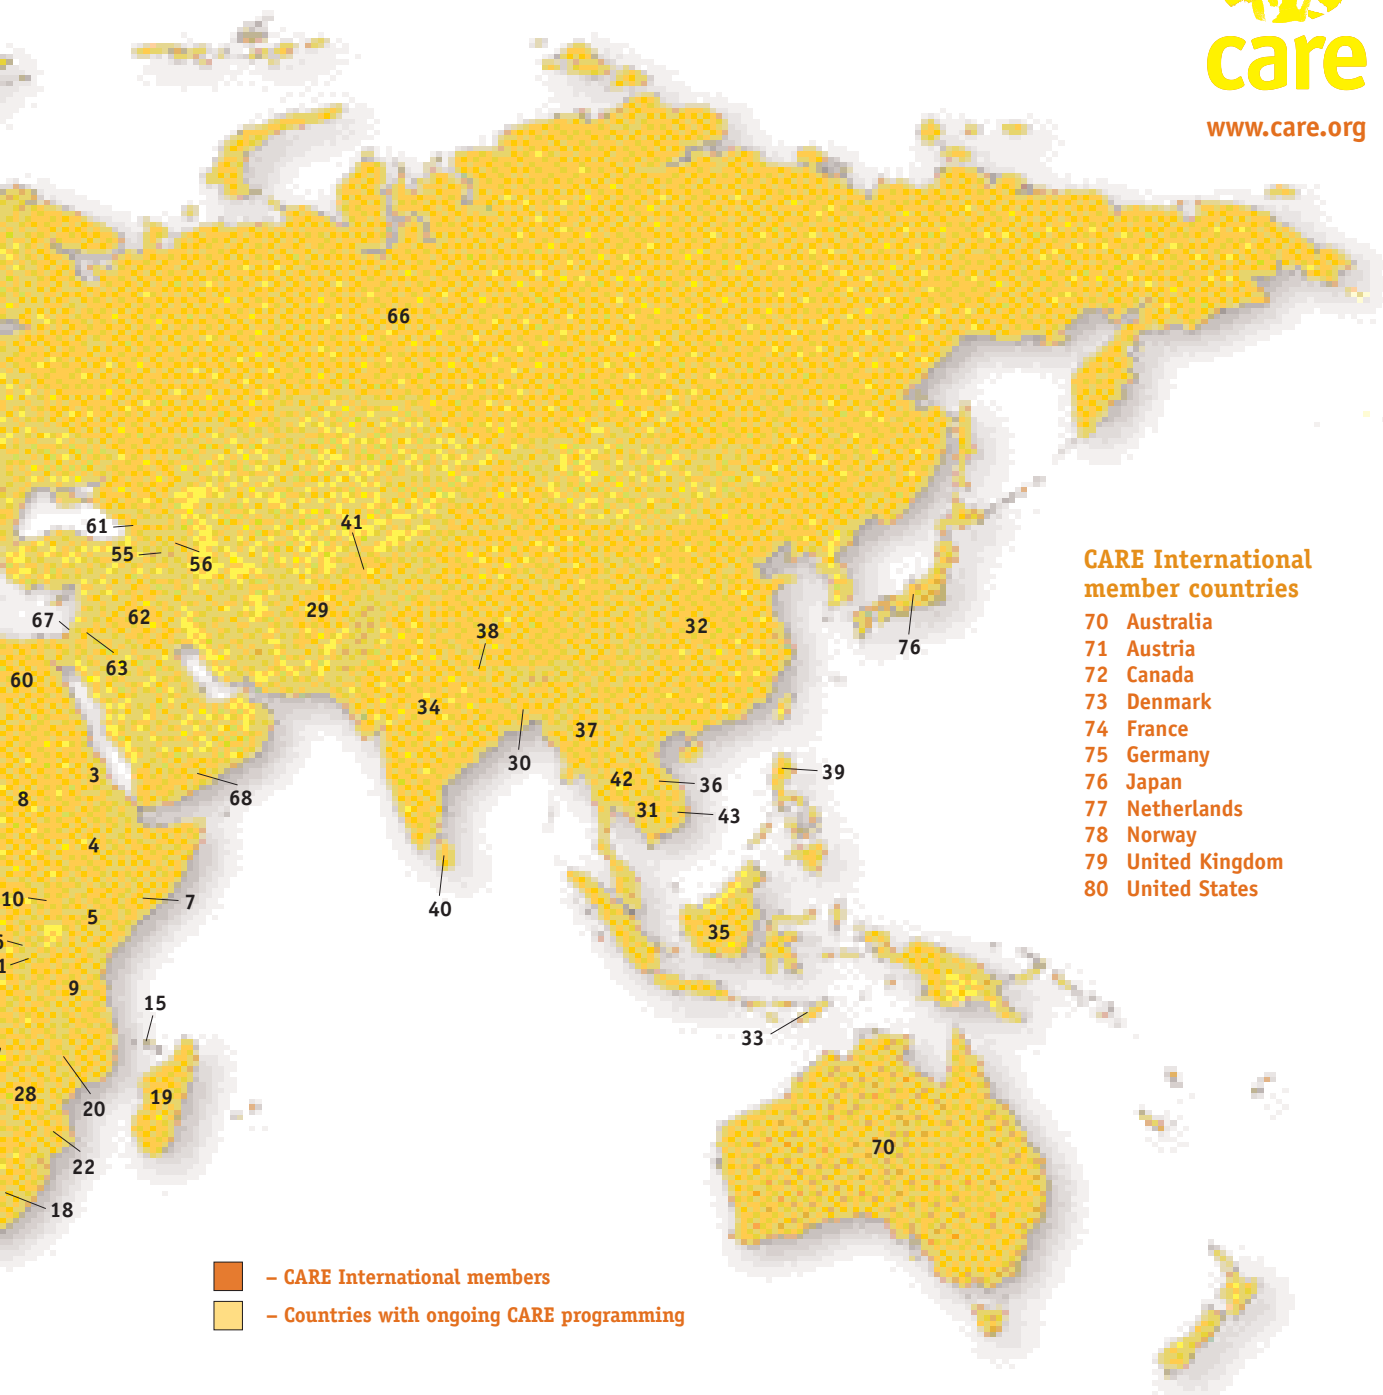 care
www.care.org
66
61
41
55
56
29
62
67
38
32
63
76
60
34
37
30
3
39
42
36
68
8
31
43
4
10
7
40
5
35
9
15
33
28
19
20
70
22
18
CARE International
member countries
70 Australia
71 Austria
72 Canada
73 Denmark
74 France
75 Germany
76 Japan
77 Netherlands
78 Norway
79 United Kingdom
80 United States
– CARE International members
– Countries with ongoing CARE programming